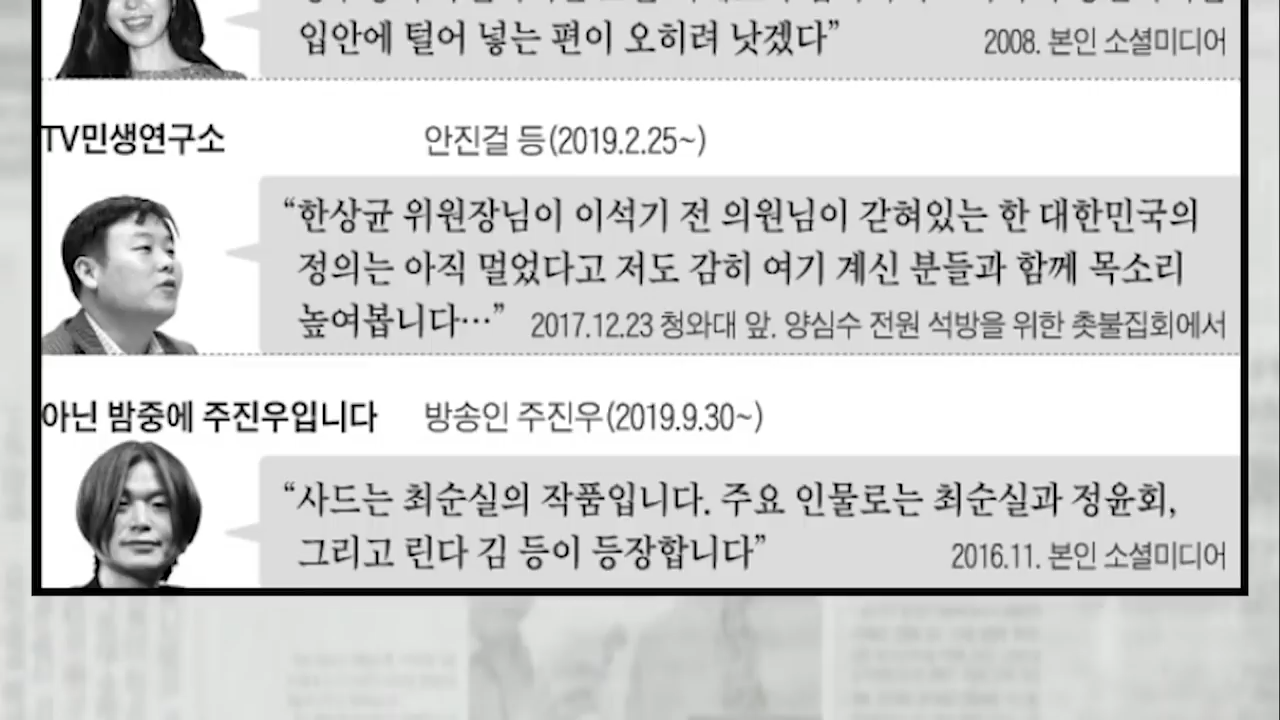 입안에 털어 넣는 편이 오히려 낫겠다” 2008. 본인 소셜미디어
TV민생연구소 안진걸 등(2019.2.25~)
“한상균 위원장님이 이석기 전 의원님이 갇혀있는 한 대한민국의
정의는 아직 멀었다고 저도 감히 여기 계신 분들과 함께 목소리
높여봅니다…” 2017.12.23 청와대 앞. 양심수 전원 석방을 위한 촛불집회에서
아닌 밤중에 주진우입니다 방송인 주진우(2019.9.30~)
“사드는 최순실의 작품입니다. 주요 인물로는 최순실과 정윤회,
그리고 린다 김 등이 등장합니다” 2016.11. 본인 소셜미디어